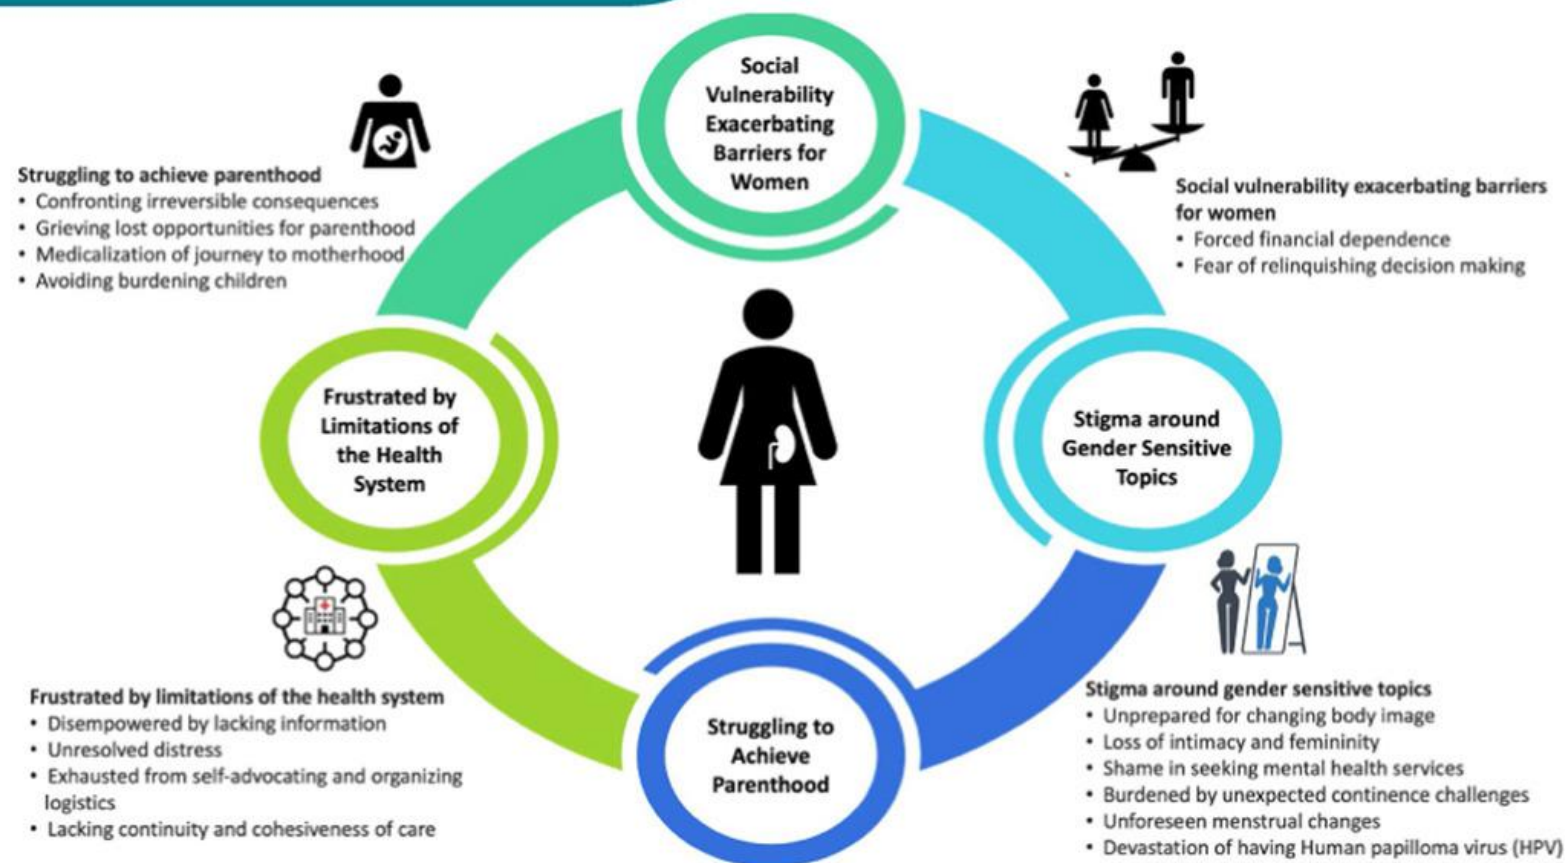 Social
Vulnerability
Exacerbating
Barriers for
Women
Struggling to achieve parenthood
• Confronting irreversible consequences
• Grieving lost opportunities for parenthood
• Medicalization of journey to motherhood
• Avoiding burdening children
Social vulnerability exacerbating barriers
for women
• Forced financial dependence
• Fear of relinquishing decision making
Frustrated by
Limitations of
the Health
System
Stigma around
Gender Sensitive
Topics
Frustrated by limitations of the health system
• Disempowered by lacking information
• Unresolved distress
• Exhausted from self-advocating and organizing
logistics
• Lacking continuity and cohesiveness of care
Struggling to
Achieve
Parenthood
Stigma around gender sensitive topics
• Unprepared for changing body image
• Loss of intimacy and femininity
• Shame in seeking mental health services
• Burdened by unexpected continence challenges
• Unforeseen menstrual changes
• Devastation of having Human papilloma virus (HPV)